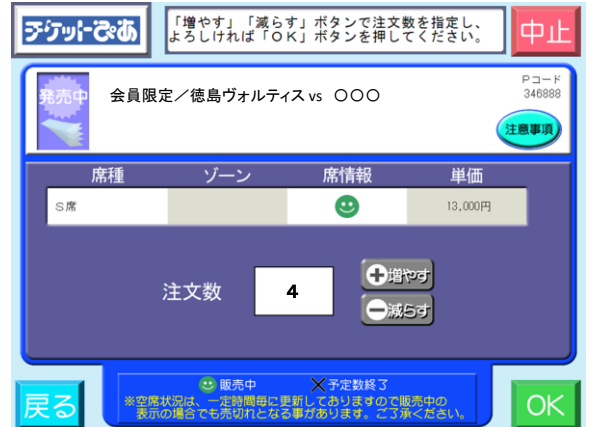 チケットぴあ
「増やす」「減らす」ボタンで注文数を指定し、
よろしければ「OK」ボタンを押してください。
中止
発売中
会員限定／徳島ヴォルティス vs ○○○
Pコード
346888
注意事項
席種 ゾーン 席情報 単価
S席 13,000円
注文数 4
増やす
減らす
販売中 予定数終了
※空席状況は、一定時間毎に更新しておりますので販売中の
表示の場合でも売切れとなる事があります。ご了承ください。
戻る
OK